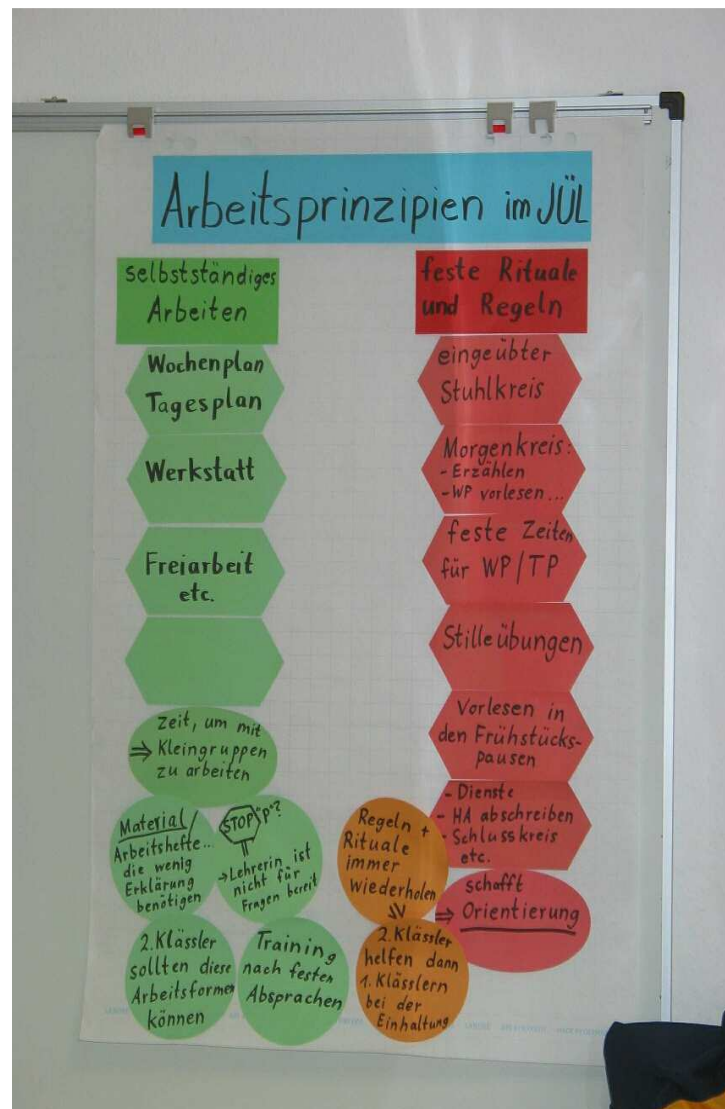 Arbeitsprinzipien im JÜL
selbstständiges
Arbeiten
Wochenplan
Tagesplan
Werkstatt
Freiarbeit
etc.
Zeit, um mit
⇒ Kleingruppen
zu arbeiten
Material/
Arbeitshefte...
die wenig
Erklärung
benötigen
STOP"p"?
→ Lehrerin ist
nicht für
Fragen bereit
2. Klässler
sollten diese
Arbeitsformen
können
Training
nach festen
Absprachen
feste Rituale
und Regeln
eingeübter
Stuhlkreis
Morgenkreis:
- Erzählen
- WP vorlesen...
feste Zeiten
für WP/TP
Stilleübungen
Vorlesen in
den Frühstücks-
pausen
- Dienste
- HA abschreiben
- Schlusskreis
etc.
schafft
⇒ Orientierung
Regeln +
Rituale
immer
wiederholen
⇓
2. Klässler
helfen dann
1. Klässlern
bei der
Einhaltung